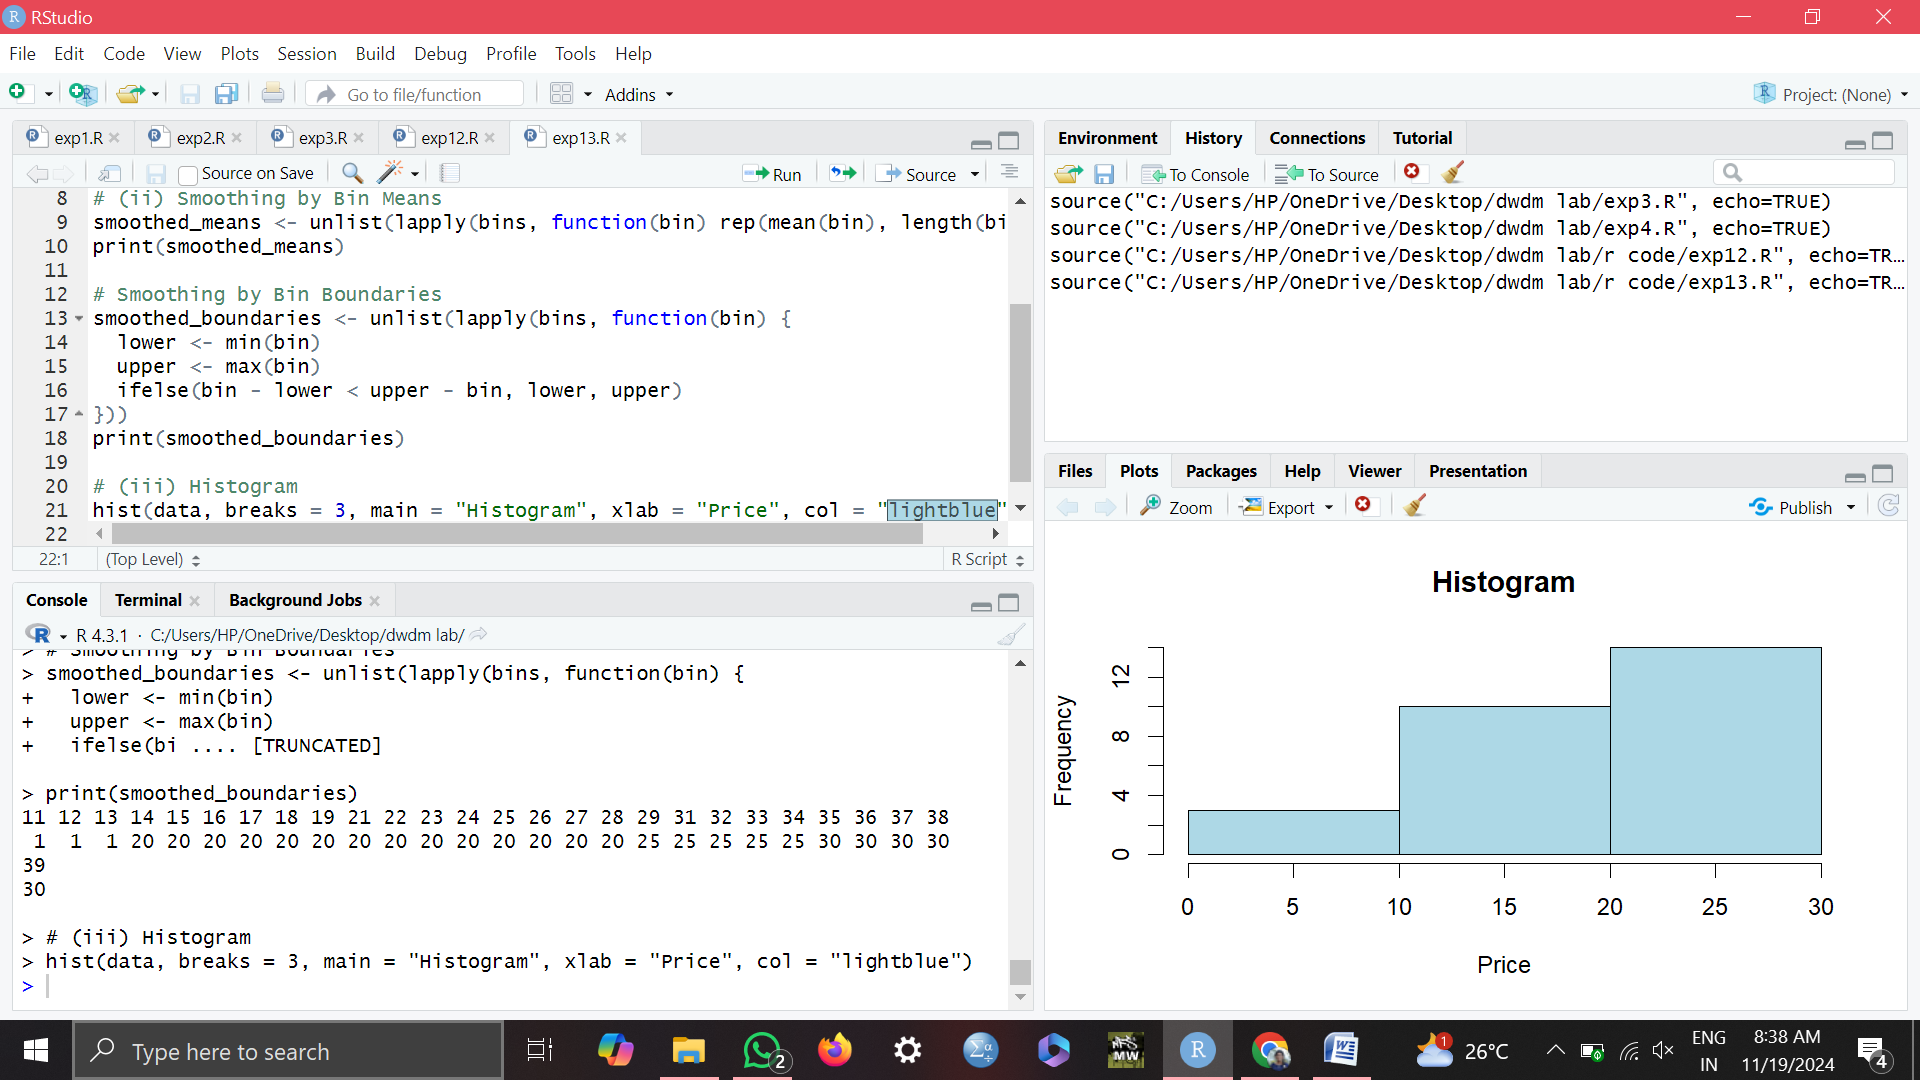 RStudio
File Edit Code View Plots Session Build Debug Profile Tools Help
Go to file/function Addins Project: (None)
exp1.R exp2.R exp3.R exp12.R exp13.R
Source on Save Run Source
8 # (ii) Smoothing by Bin Means
9 smoothed_means <- unlist(lapply(bins, function(bin) rep(mean(bin), length(bi
10 print(smoothed_means)
11
12 # Smoothing by Bin Boundaries
13 smoothed_boundaries <- unlist(lapply(bins, function(bin) {
14 lower <- min(bin)
15 upper <- max(bin)
16 ifelse(bin - lower < upper - bin, lower, upper)
17 }))
18 print(smoothed_boundaries)
19
20 # (iii) Histogram
21 hist(data, breaks = 3, main = "Histogram", xlab = "Price", col = "lightblue"
22
22:1 (Top Level) R Script
Console Terminal Background Jobs
R R 4.3.1 · C:/Users/HP/OneDrive/Desktop/dwdm lab/
> # Smoothing by Bin Boundaries
> smoothed_boundaries <- unlist(lapply(bins, function(bin) {
+ lower <- min(bin)
+ upper <- max(bin)
+ ifelse(bi .... [TRUNCATED]
> print(smoothed_boundaries)
11 12 13 14 15 16 17 18 19 21 22 23 24 25 26 27 28 29 31 32 33 34 35 36 37 38
1 1 1 20 20 20 20 20 20 20 20 20 20 20 20 20 20 25 25 25 25 25 30 30 30 30
39
30
> # (iii) Histogram
> hist(data, breaks = 3, main = "Histogram", xlab = "Price", col = "lightblue")
>
Environment History Connections Tutorial
To Console To Source
source("C:/Users/HP/OneDrive/Desktop/dwdm lab/exp3.R", echo=TRUE)
source("C:/Users/HP/OneDrive/Desktop/dwdm lab/exp4.R", echo=TRUE)
source("C:/Users/HP/OneDrive/Desktop/dwdm lab/r code/exp12.R", echo=TR...
source("C:/Users/HP/OneDrive/Desktop/dwdm lab/r code/exp13.R", echo=TR...
Files Plots Packages Help Viewer Presentation
Zoom Export Publish
Histogram
Frequency
12
8
4
0
0 5 10 15 20 25 30
Price
Type here to search 2 Σα MW R 1 26°C ENG 8:38 AM 4
IN 11/19/2024